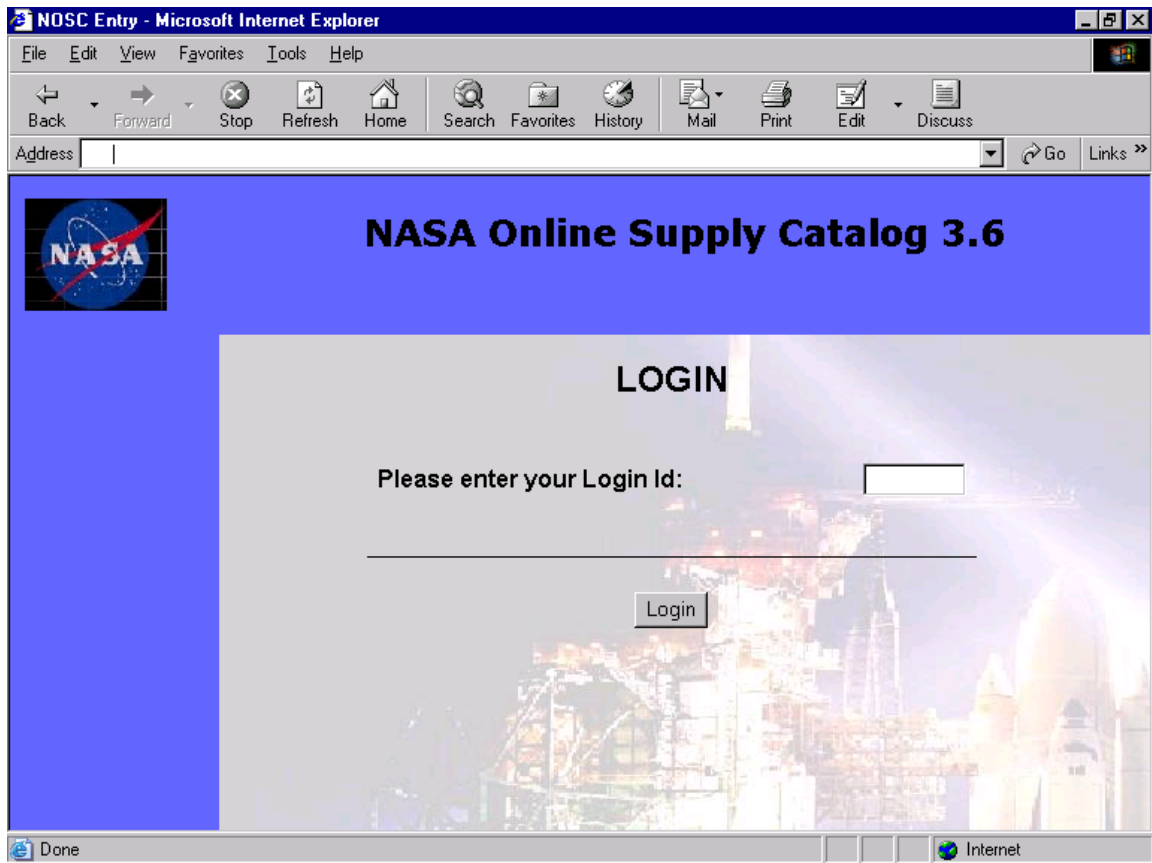 NOSC Entry - Microsoft Internet Explorer
File Edit View Favorites Tools Help
Back Forward Stop Refresh Home Search Favorites History Mail Print Edit Discuss
Address Go Links »
NASA
NASA Online Supply Catalog 3.6
LOGIN
Please enter your Login Id:
Login
Done Internet